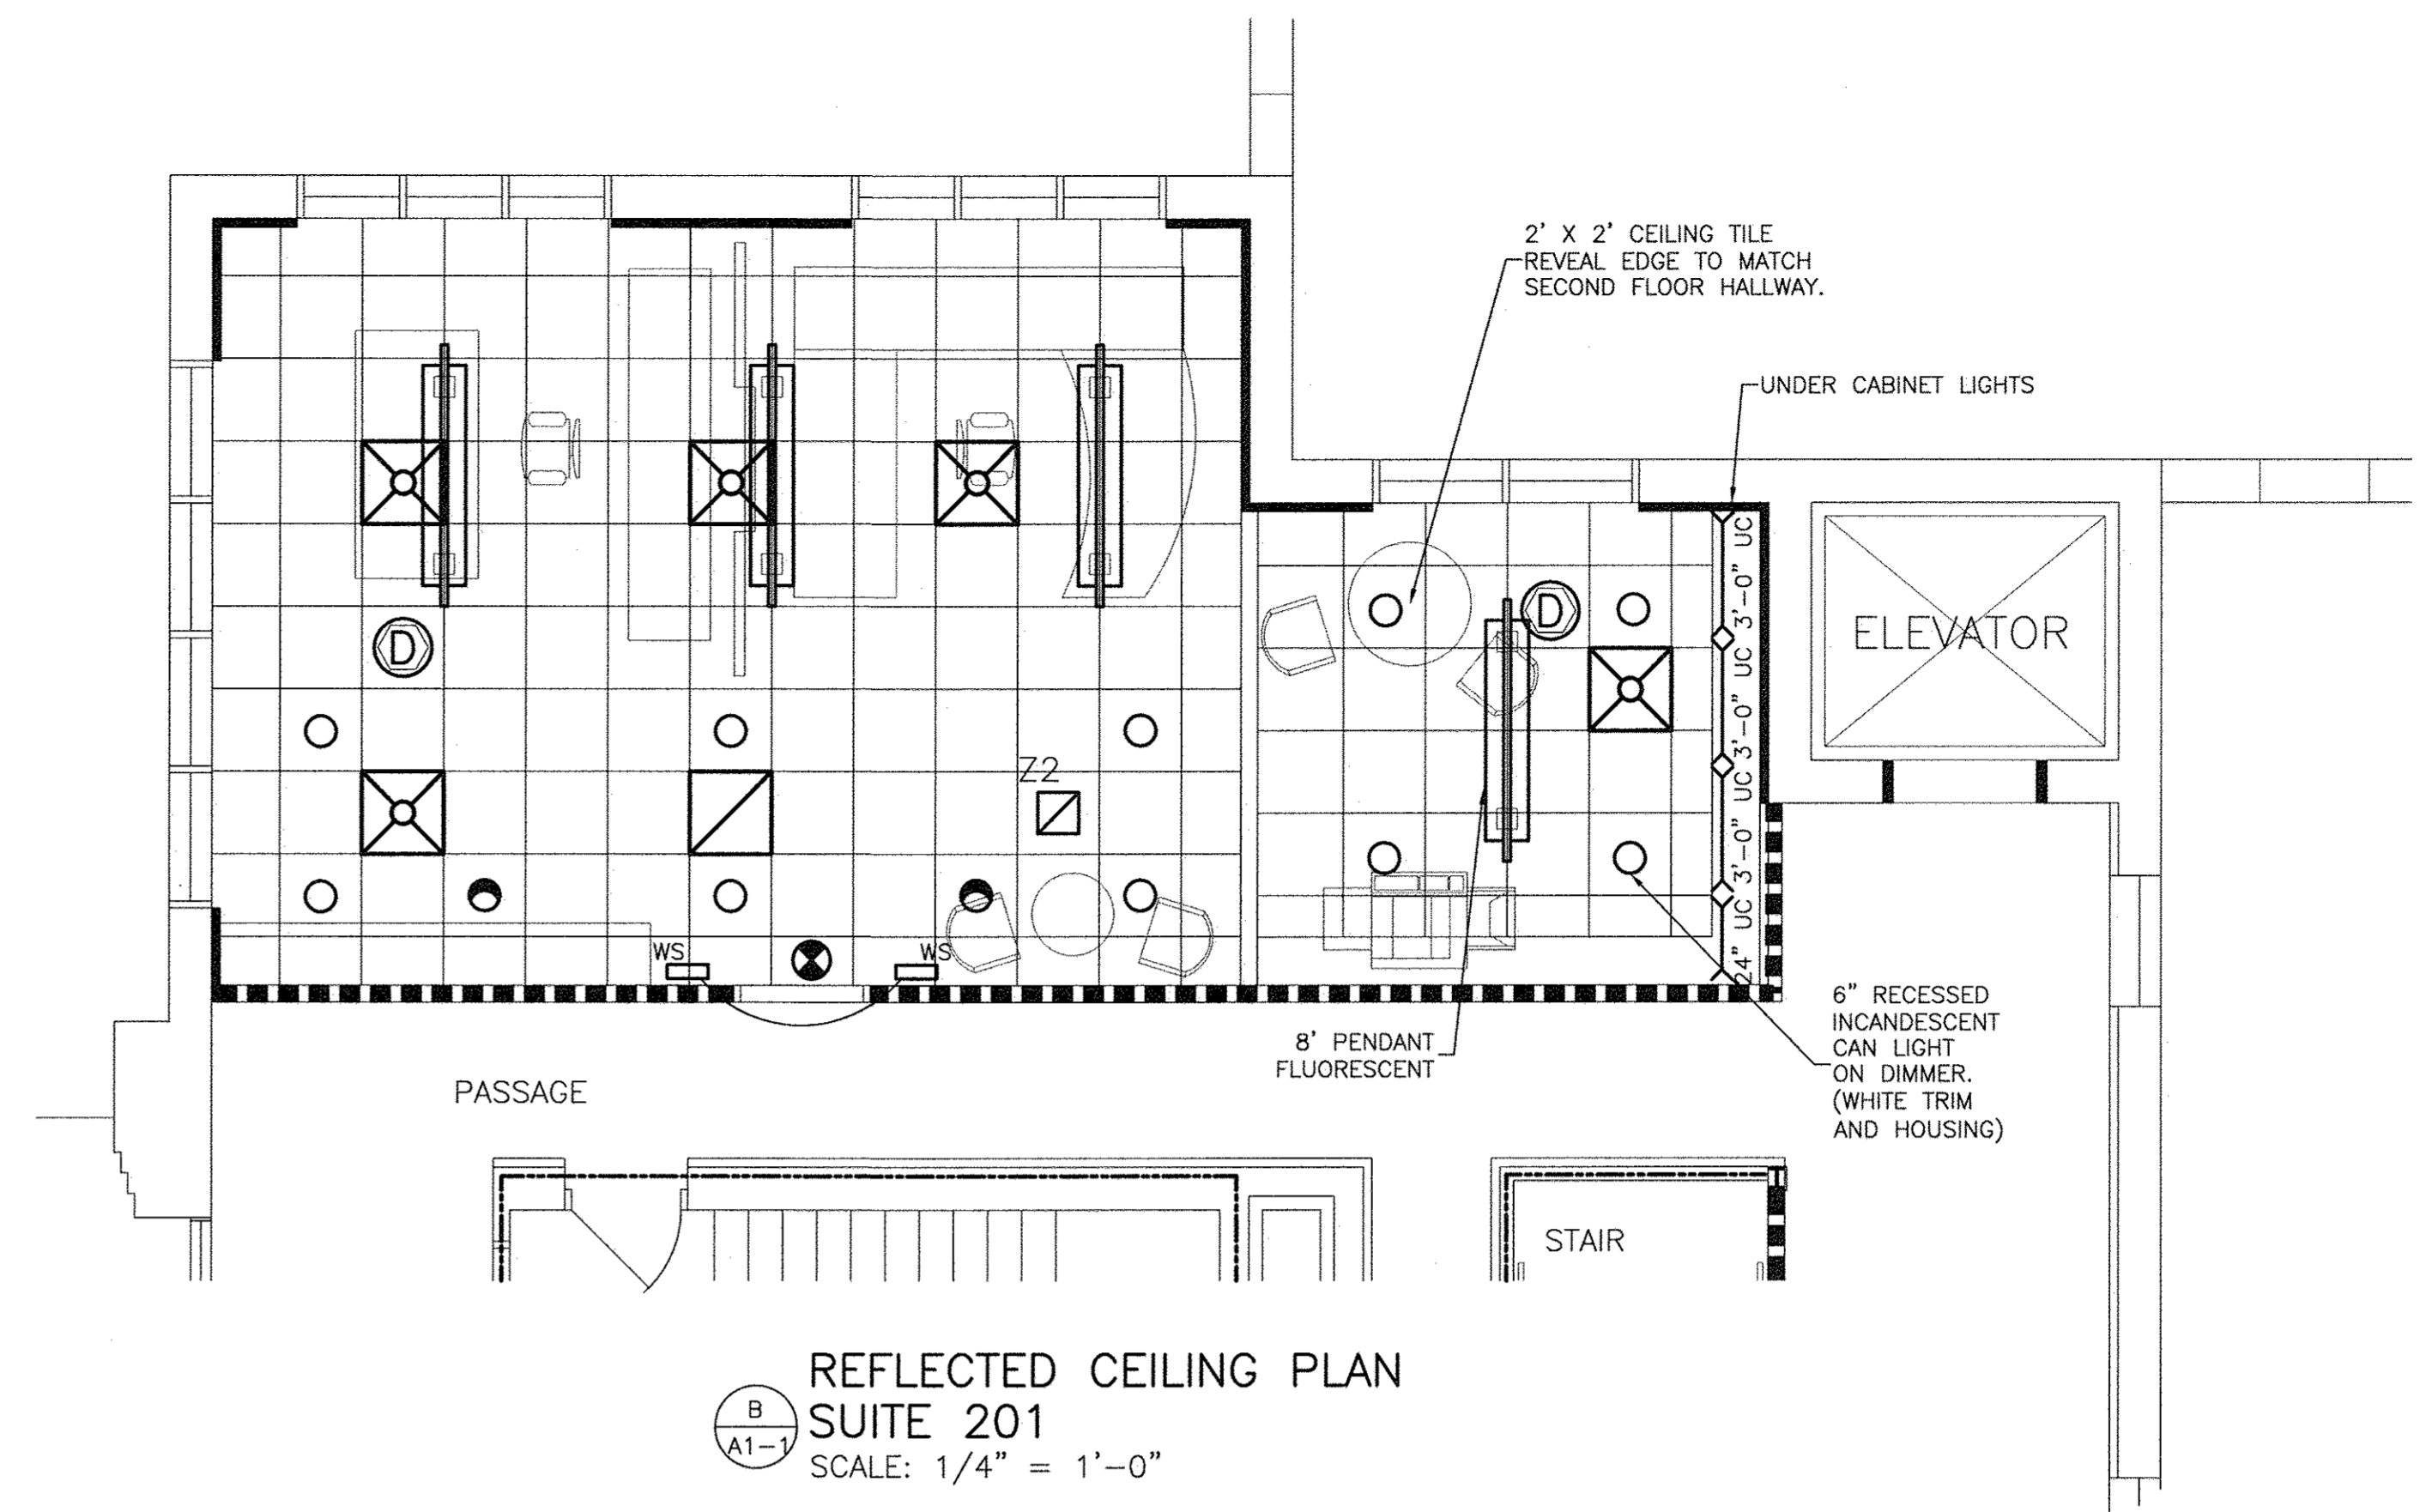 2' X 2' CEILING TILE
REVEAL EDGE TO MATCH
SECOND FLOOR HALLWAY.
UNDER CABINET LIGHTS
D
D
ELEVATOR
24" UC 3'-0" UC 3'-0" UC 3'-0" UC
Z2
WS
WS
6" RECESSED
INCANDESCENT
CAN LIGHT
ON DIMMER.
(WHITE TRIM
AND HOUSING)
8' PENDANT
FLUORESCENT
PASSAGE
STAIR
REFLECTED CEILING PLAN
B
SUITE 201
A1-1
SCALE: 1/4" = 1'-0"